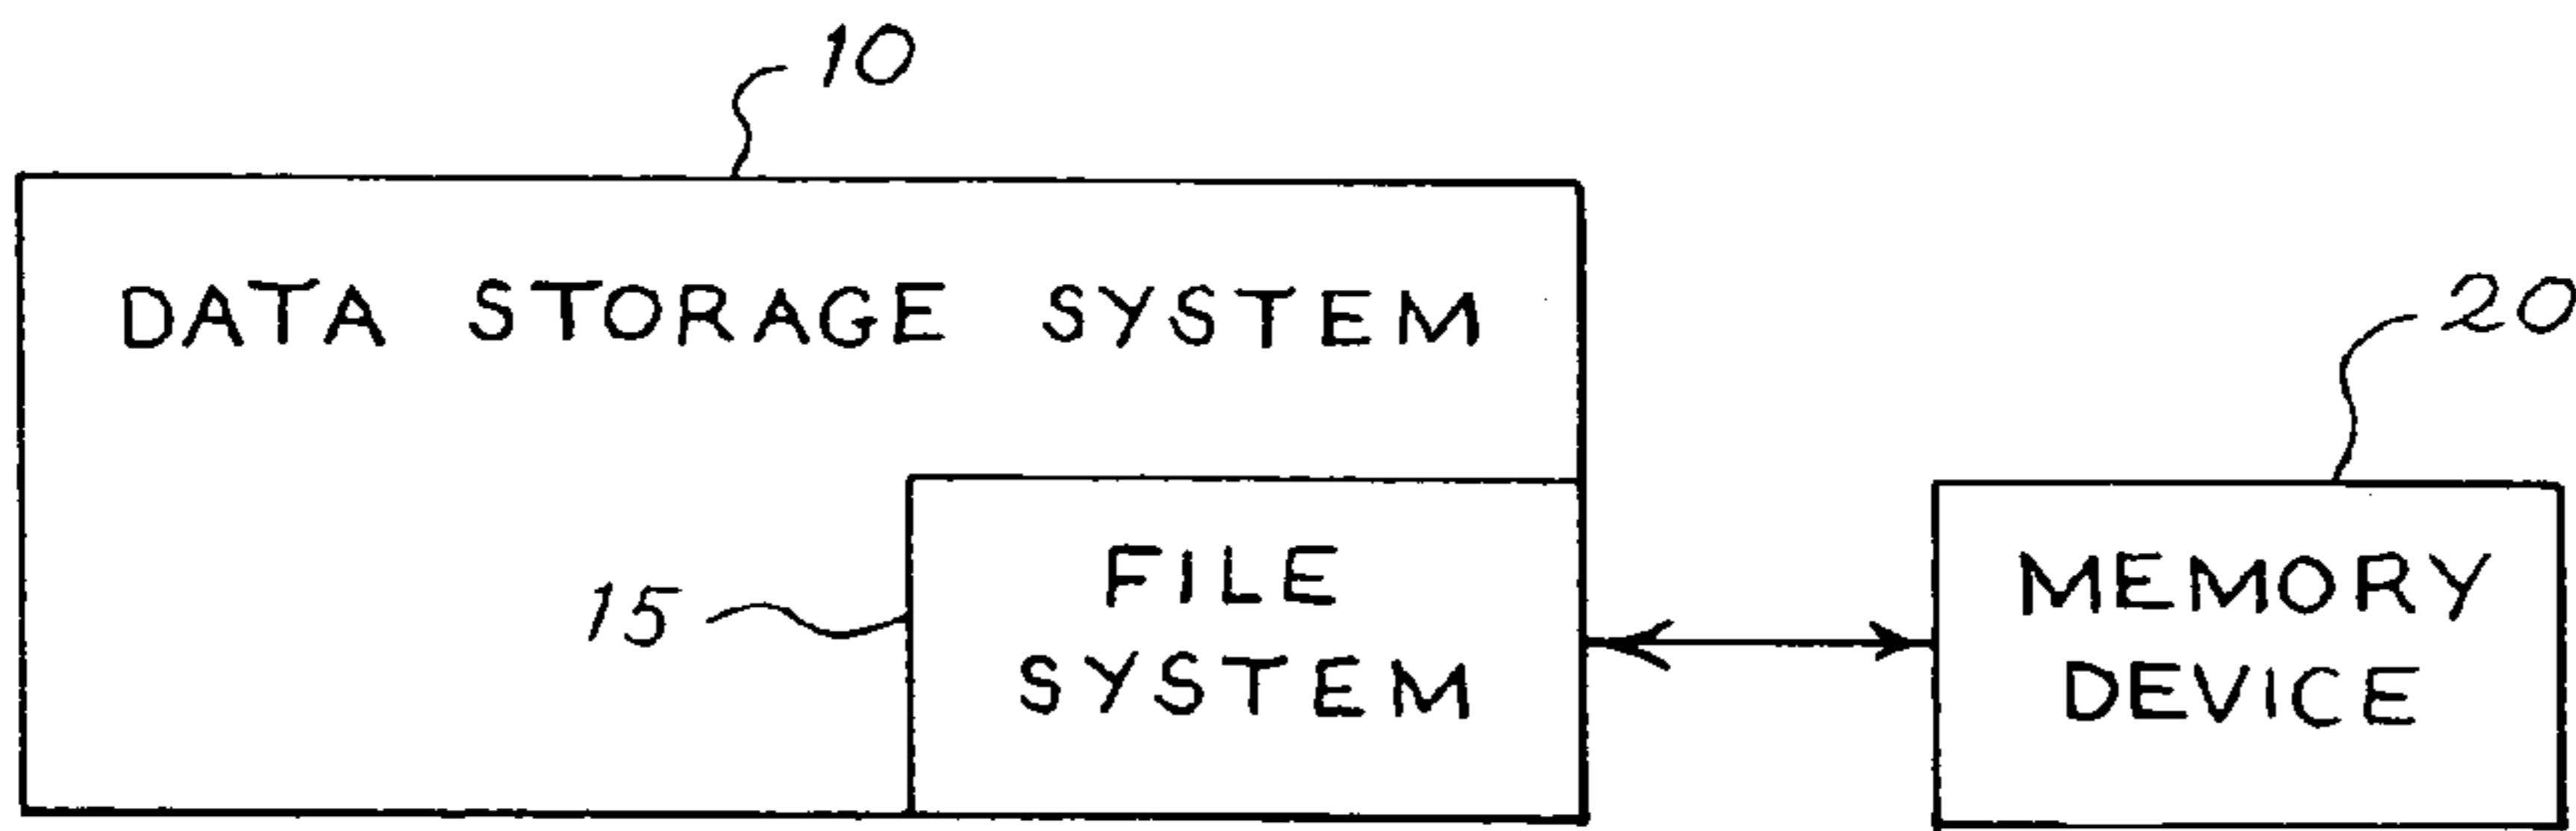 10
DATA STORAGE SYSTEM
20
15
FILE
SYSTEM
MEMORY
DEVICE